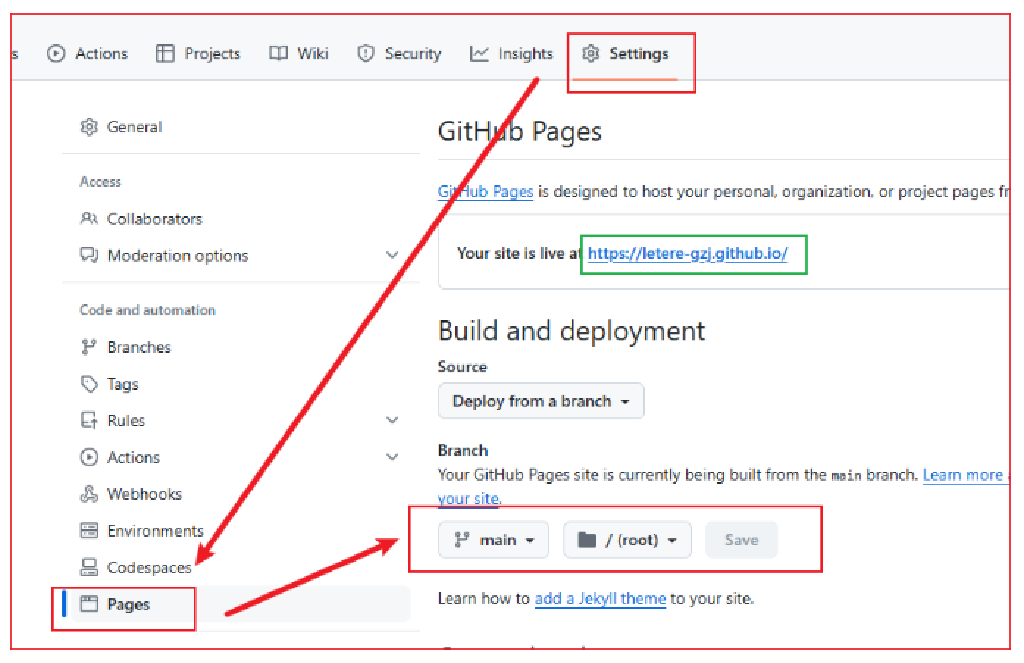 s Actions Projects Wiki Security Insights Settings
General
Access
Collaborators
Moderation options
Code and automation
Branches
Tags
Rules
Actions
Webhooks
Environments
Codespaces
Pages
GitHub Pages
GitHub Pages is designed to host your personal, organization, or project pages
Your site is live at https://letere-gzj.github.io/
Build and deployment
Source
Deploy from a branch
Branch
Your GitHub Pages site is currently being built from the main branch. Learn more
your site.
main / (root) Save
Learn how to add a Jekyll theme to your site.